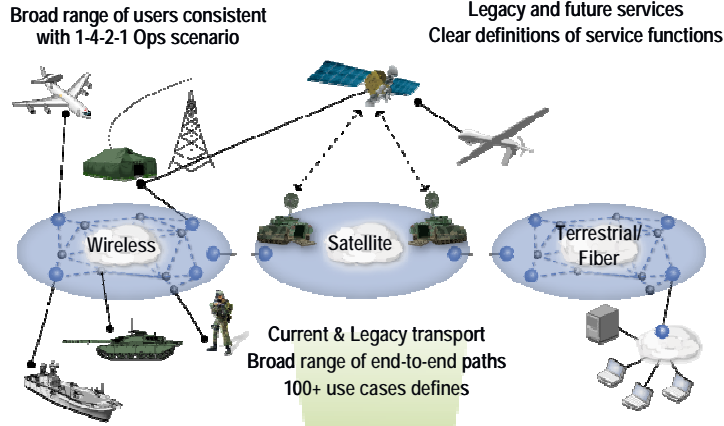 Broad range of users consistent
with 1-4-2-1 Ops scenario
Legacy and future services
Clear definitions of service functions
Wireless
Satellite
Terrestrial/
Fiber
Current & Legacy transport
Broad range of end-to-end paths
100+ use cases defines